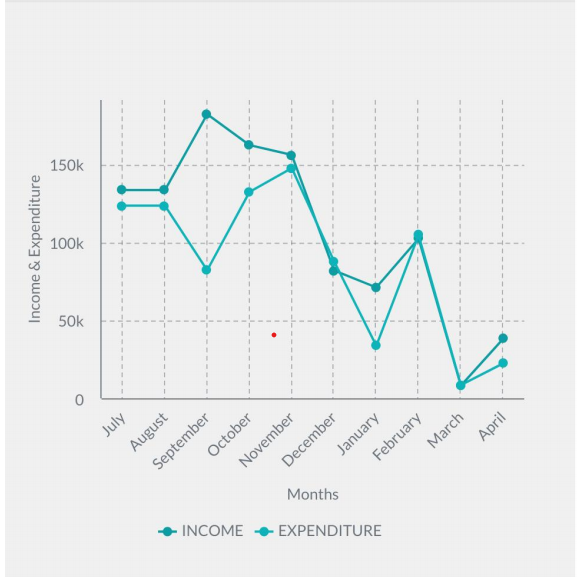 Income & Expenditure
150k
100k
50k
0
July
August
September
October
November
December
January
February
March
April
Months
INCOME EXPENDITURE